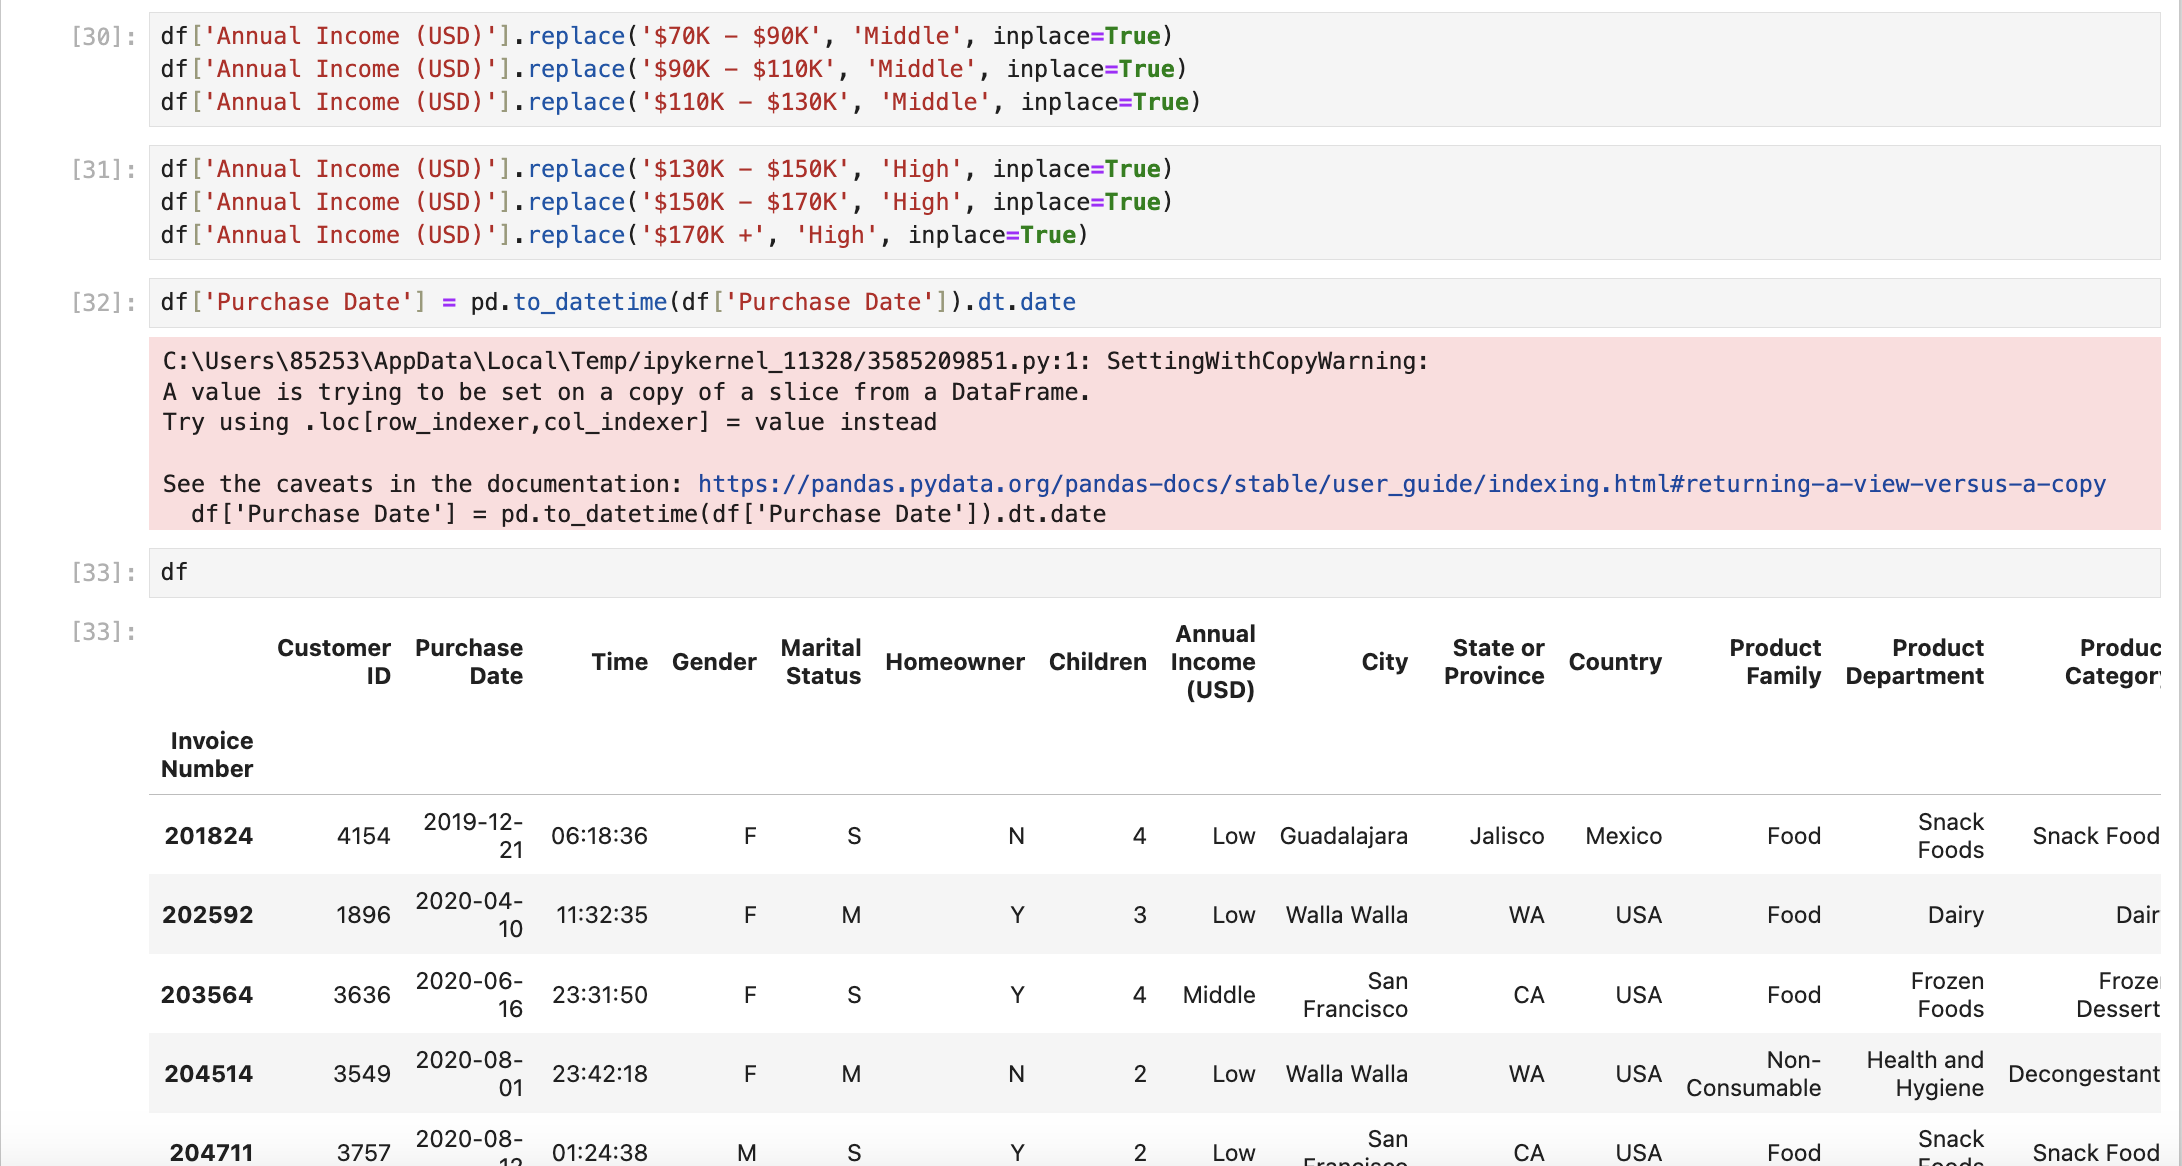 [30]: df['Annual Income (USD)'].replace('$70K – $90K', 'Middle', inplace=True)
df['Annual Income (USD)'].replace('$90K – $110K', 'Middle', inplace=True)
df['Annual Income (USD)'].replace('$110K – $130K', 'Middle', inplace=True)
[31]: df['Annual Income (USD)'].replace('$130K – $150K', 'High', inplace=True)
df['Annual Income (USD)'].replace('$150K – $170K', 'High', inplace=True)
df['Annual Income (USD)'].replace('$170K +', 'High', inplace=True)
[32]: df['Purchase Date'] = pd.to_datetime(df['Purchase Date']).dt.date
C:\Users\85253\AppData\Local\Temp/ipykernel_11328/3585209851.py:1: SettingWithCopyWarning:
A value is trying to be set on a copy of a slice from a DataFrame.
Try using .loc[row_indexer,col_indexer] = value instead
See the caveats in the documentation: https://pandas.pydata.org/pandas-docs/stable/user_guide/indexing.html#returning-a-view-versus-a-copy
df['Purchase Date'] = pd.to_datetime(df['Purchase Date']).dt.date
[33]: df
[33]:
Annual
Customer Purchase Marital State or Product Product Produc
Time Gender Homeowner Children Income City Country
ID Date Status Province Family Department Category
(USD)
Invoice
Number
2019-12- Snack
201824 4154 06:18:36 F S N 4 Low Guadalajara Jalisco Mexico Food Snack Food
21 Foods
2020-04-
202592 1896 11:32:35 F M Y 3 Low Walla Walla WA USA Food Dairy Dair
10
2020-06- San Frozen Froze
203564 3636 23:31:50 F S Y 4 Middle CA USA Food
16 Francisco Foods Dessert
2020-08- Non- Health and
204514 3549 23:42:18 F M N 2 Low Walla Walla WA USA Decongestant
01 Consumable Hygiene
2020-08- San Snack
204711 3757 01:24:38 M S Y 2 Low CA USA Food Snack Food